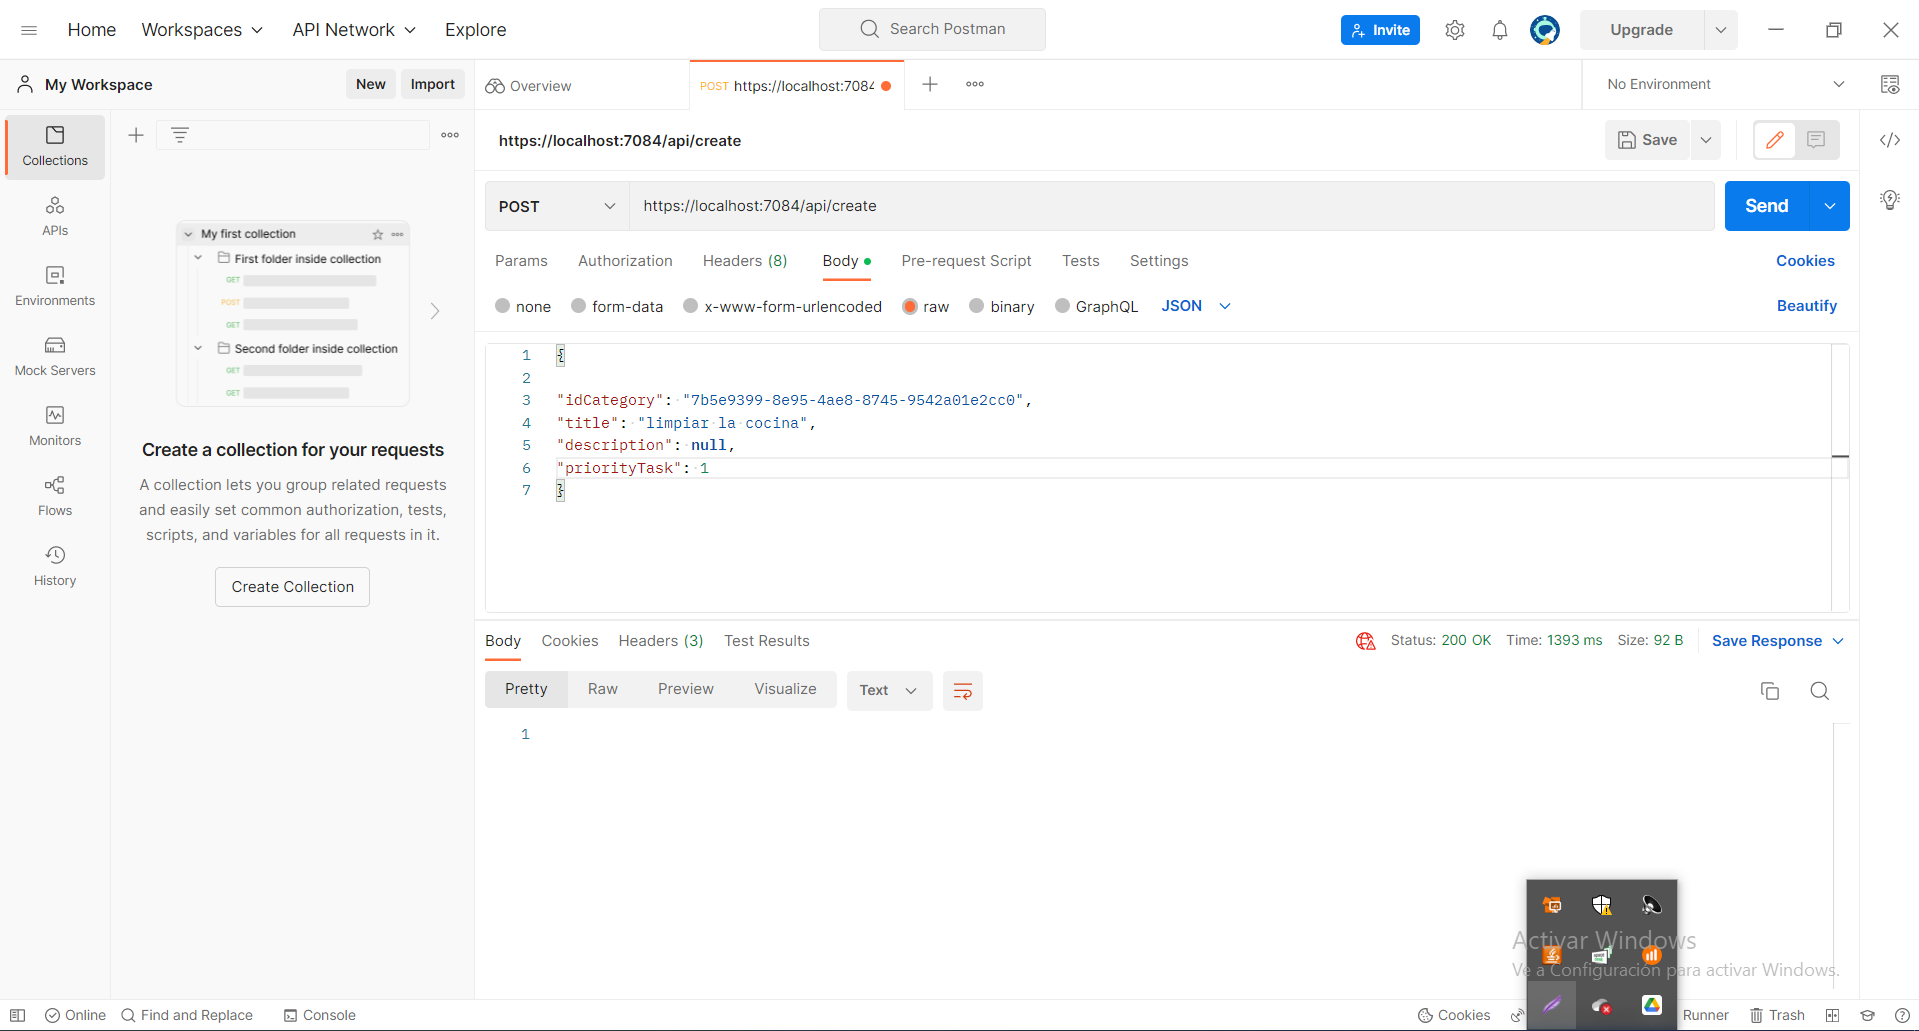 Home
Workspaces
API Network
Explore
Search Postman
Invite
Upgrade
My Workspace
New
Import
Overview
POST https://localhost:7084
No Environment
Collections
APIs
Environments
Mock Servers
Monitors
Flows
History
My first collection
First folder inside collection
GET
POST
GET
Second folder inside collection
GET
GET
Create a collection for your requests
A collection lets you group related requests
and easily set common authorization, tests,
scripts, and variables for all requests in it.
Create Collection
https://localhost:7084/api/create
Save
POST
https://localhost:7084/api/create
Send
Params
Authorization
Headers (8)
Body
Pre-request Script
Tests
Settings
Cookies
none
form-data
x-www-form-urlencoded
raw
binary
GraphQL
JSON
Beautify
1 {
2
3 "idCategory": "7b5e9399-8e95-4ae8-8745-9542a01e2cc0",
4 "title": "limpiar la cocina",
5 "description": null,
6 "priorityTask": 1
7 }
Body
Cookies
Headers (3)
Test Results
Status: 200 OK
Time: 1393 ms
Size: 92 B
Save Response
Pretty
Raw
Preview
Visualize
Text
1
Activar Windows
Ve a Configuración para activar Windows.
Online
Find and Replace
Console
Cookies
Runner
Trash